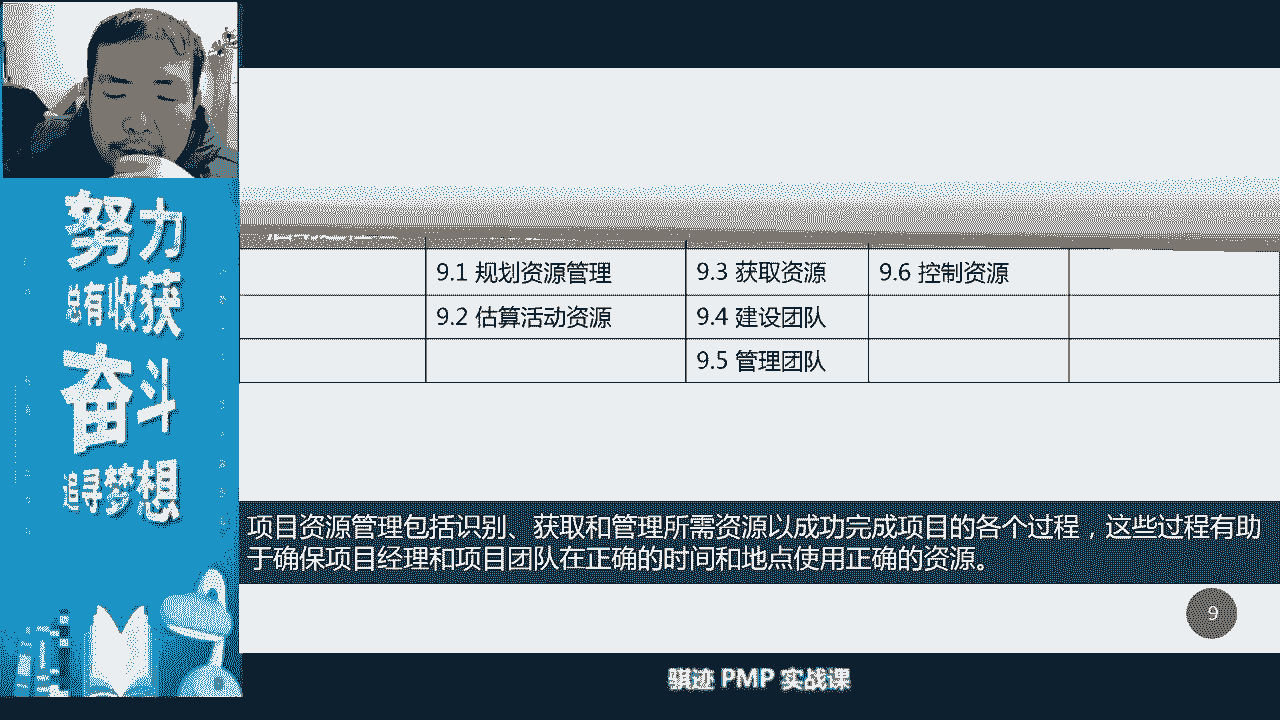 努力
总有收获
奋斗
追寻梦想
9.1 规划资源管理
9.3 获取资源
9.6 控制资源
9.2 估算活动资源
9.4 建设团队
9.5 管理团队
项目资源管理包括识别、获取和管理所需资源以成功完成项目的各个过程，这些过程有助
于确保项目经理和项目团队在正确的时间和地点使用正确的资源。
9
骐迹 PMP 实战课